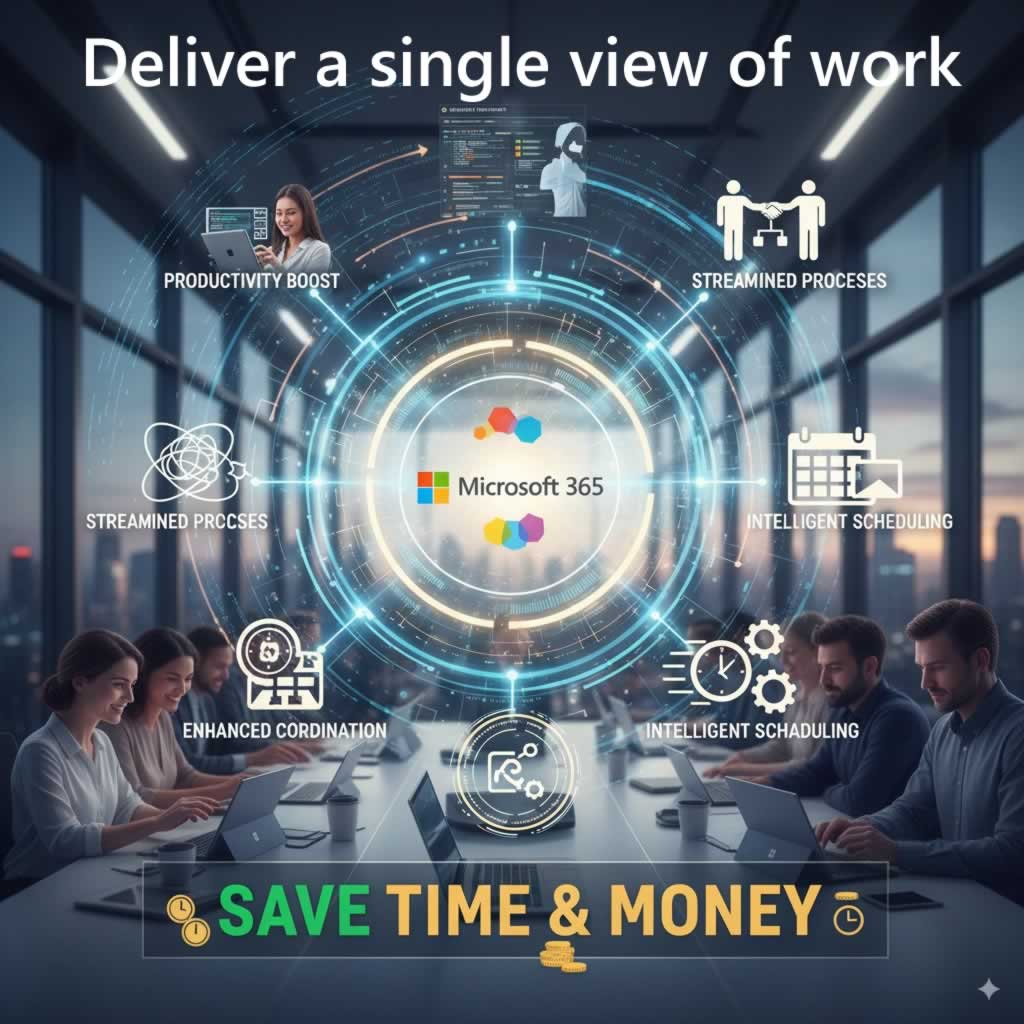 Deliver a single view of work
PRODUCTIVITY BOOST
STREAMINED PROCESES
Microsoft 365
STREAMINED PRCCSES
INTELLIGENT SCHEDULING
ENHANCED CORDINATION
INTELLIGENT SCHADULING
SAVE TIME & MONEY